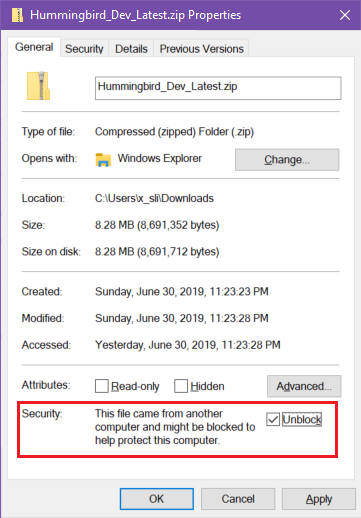 Hummingbird_Dev_Latest.zip Properties
General Security Details Previous Versions
Hummingbird_Dev_Latest.zip
Type of file: Compressed (zipped) Folder (.zip)
Opens with: Windows Explorer Change...
Location: C:\Users\x_sli\Downloads
Size: 8.28 MB (8,691,352 bytes)
Size on disk: 8.28 MB (8,691,712 bytes)
Created: Sunday, June 30, 2019, 11:23:23 PM
Modified: Sunday, June 30, 2019, 11:23:28 PM
Accessed: Yesterday, June 30, 2019, 11:23:28 PM
Attributes: Read-only Hidden Advanced...
Security: This file came from another Unblock
computer and might be blocked to
help protect this computer.
OK Cancel Apply